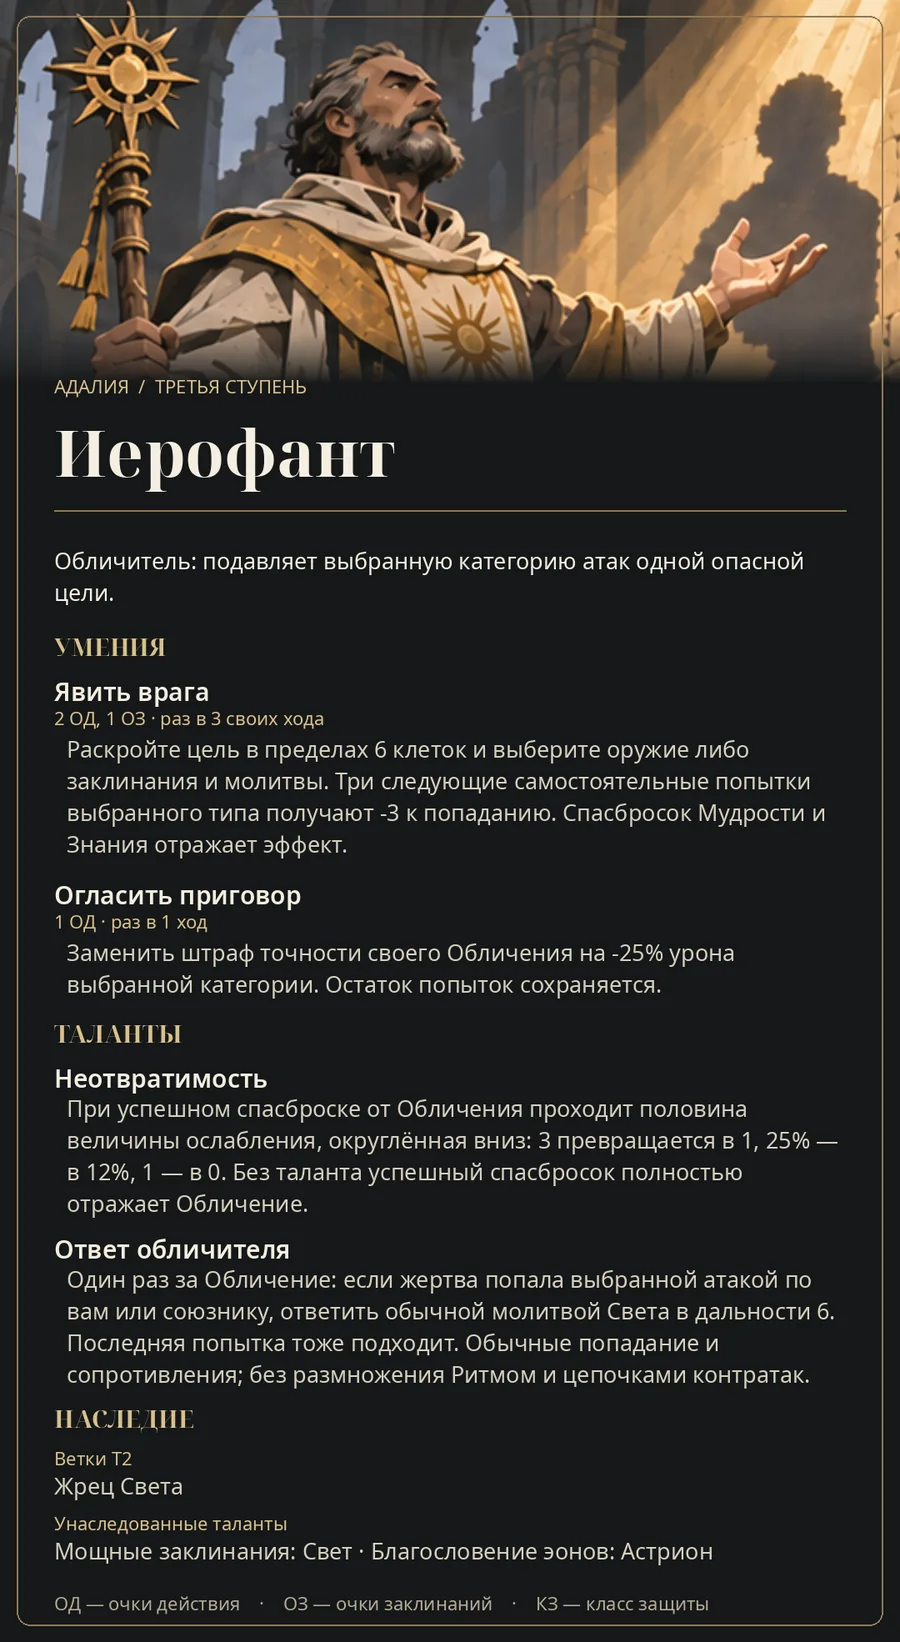 АДАЛИЯ / ТРЕТЬЯ СТУПЕНЬ
Иерофант
Обличитель: подавляет выбранную категорию атак одной опасной
цели.
УМЕНИЯ
Явить врага
2 ОД, 1 ОЗ · раз в 3 своих хода
Раскройте цель в пределах 6 клеток и выберите оружие либо
заклинания и молитвы. Три следующие самостоятельные попытки
выбранного типа получают -3 к попаданию. Спасбросок Мудрости и
Знания отражает эффект.
Огласить приговор
1 ОД · раз в 1 ход
Заменить штраф точности своего Обличения на -25% урона
выбранной категории. Остаток попыток сохраняется.
ТАЛАНТЫ
Неотвратимость
При успешном спасброске от Обличения проходит половина
величины ослабления, округлённая вниз: 3 превращается в 1, 25% —
в 12%, 1 — в 0. Без таланта успешный спасбросок полностью
отражает Обличение.
Ответ обличителя
Один раз за Обличение: если жертва попала выбранной атакой по
вам или союзнику, ответить обычной молитвой Света в дальности 6.
Последняя попытка тоже подходит. Обычные попадание и
сопротивления; без размножения Ритмом и цепочками контратак.
НАСЛЕДИЕ
Ветки Т2
Жрец Света
Унаследованные таланты
Мощные заклинания: Свет · Благословение эонов: Астрион
ОД — очки действия · ОЗ — очки заклинаний · КЗ — класс защиты